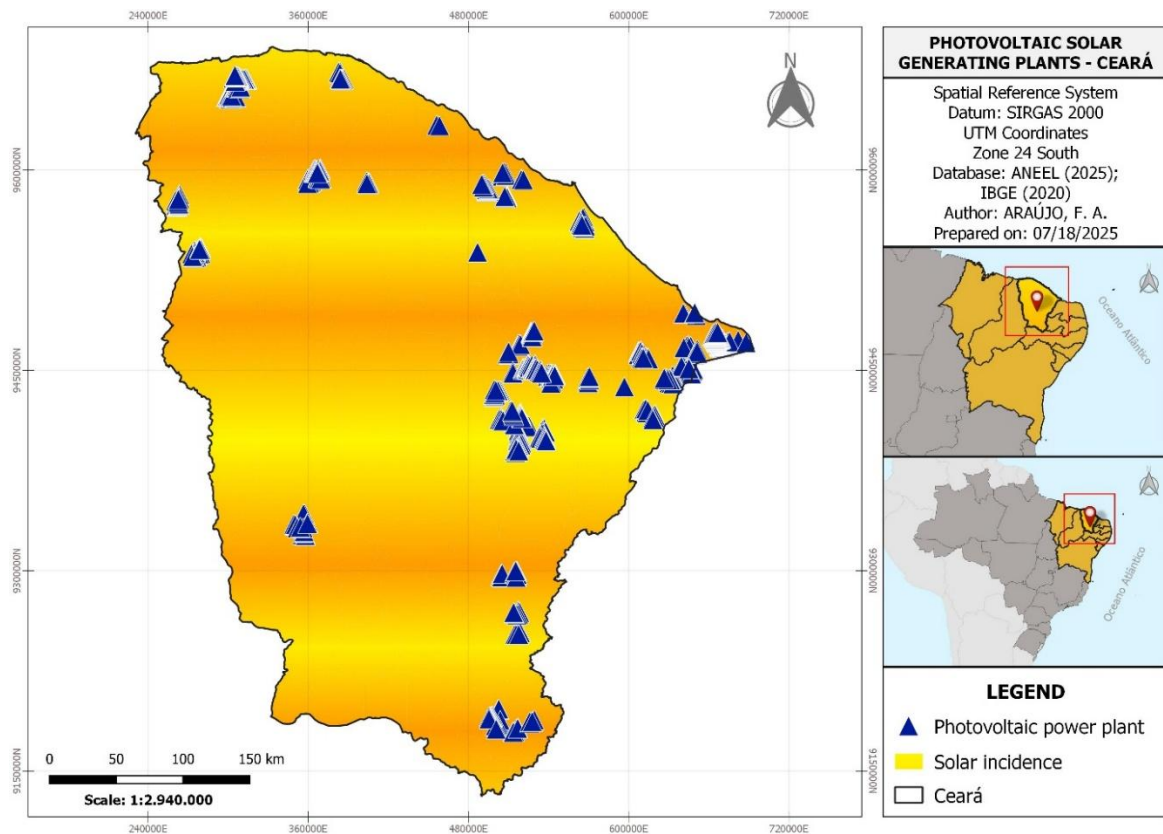 240000E 360000E 480000E 600000E 720000E
N
9600000N 9600000N
9450000N 9450000N
9300000N 9300000N
9150000N 9150000N
0 50 100 150 km
Scale: 1:2.940.000
240000E 360000E 480000E 600000E 720000E
PHOTOVOLTAIC SOLAR
GENERATING PLANTS - CEARÁ
Spatial Reference System
Datum: SIRGAS 2000
UTM Coordinates
Zone 24 South
Database: ANEEL (2025);
IBGE (2020)
Author: ARAÚJO, F. A.
Prepared on: 07/18/2025
Oceano Atlântico
Oceano Atlântico
LEGEND
Photovoltaic power plant
Solar incidence
Ceará